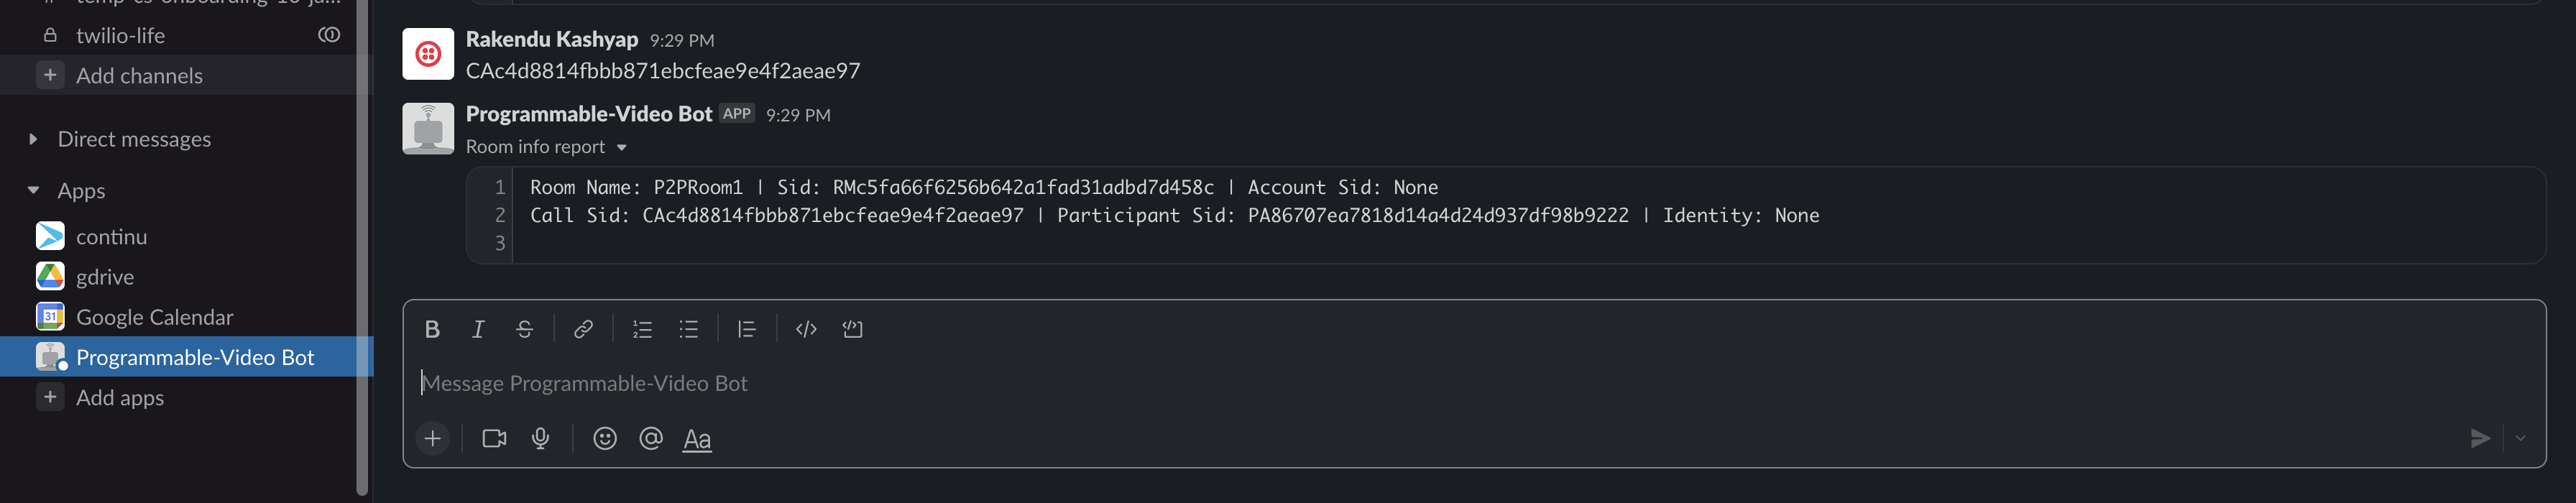 twilio-life
Add channels
Direct messages
Apps
continu
gdrive
31
Google Calendar
Programmable-Video Bot
Add apps
Rakendu Kashyap 9:29 PM
CAc4d8814fbbb871ebcfeae9e4f2aeae97
Programmable-Video Bot APP 9:29 PM
Room info report
1 Room Name: P2PRoom1 | Sid: RMc5fa66f6256b642a1fad31adbd7d458c | Account Sid: None
2 Call Sid: CAc4d8814fbbb871ebcfeae9e4f2aeae97 | Participant Sid: PA86707ea7818d14a4d24d937df98b9222 | Identity: None
3
B I S
Message Programmable-Video Bot
Aa